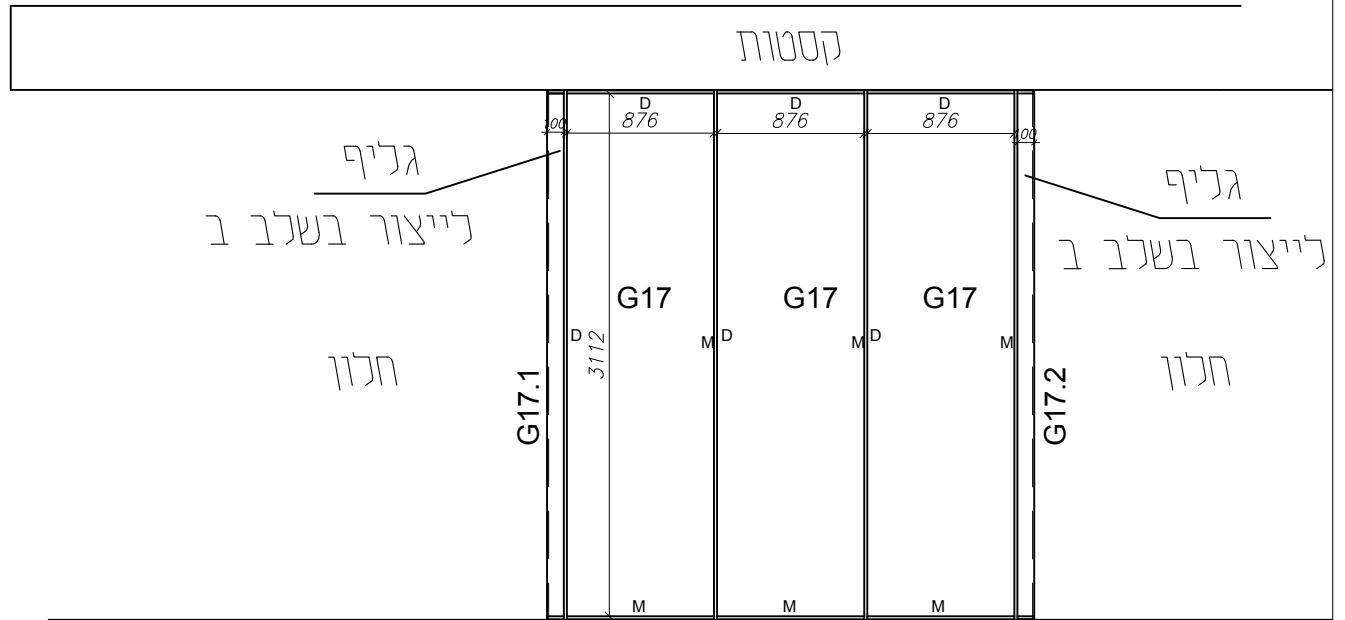 קסטות
D D D
876 876 876
100 100
גליף
לייצור בשלב ב
גליף
לייצור בשלב ב
G17 G17 G17
D M D M D M
3112
חלון
חלון
G17.1
G17.2
M M M